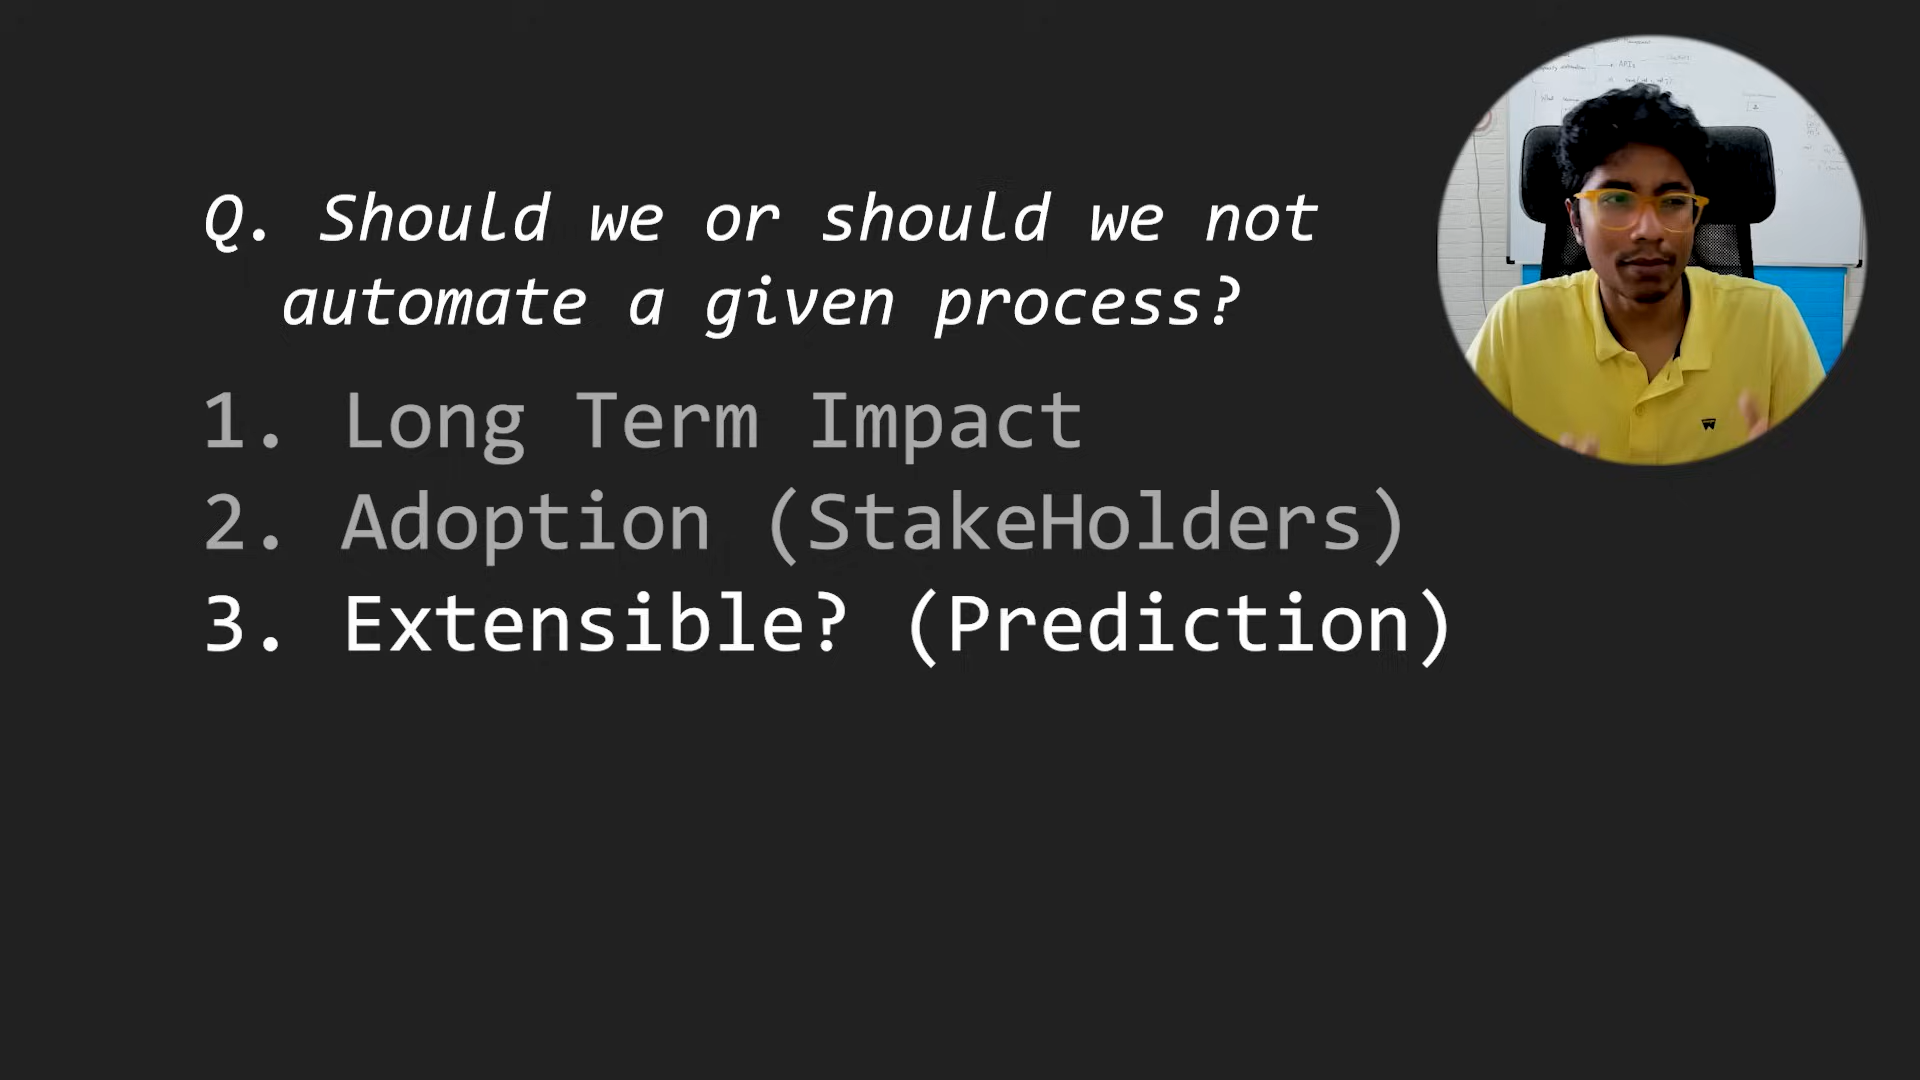 Q. Should we or should we not
automate a given process?
1. Long Term Impact
2. Adoption (StakeHolders)
3. Extensible? (Prediction)
APIs